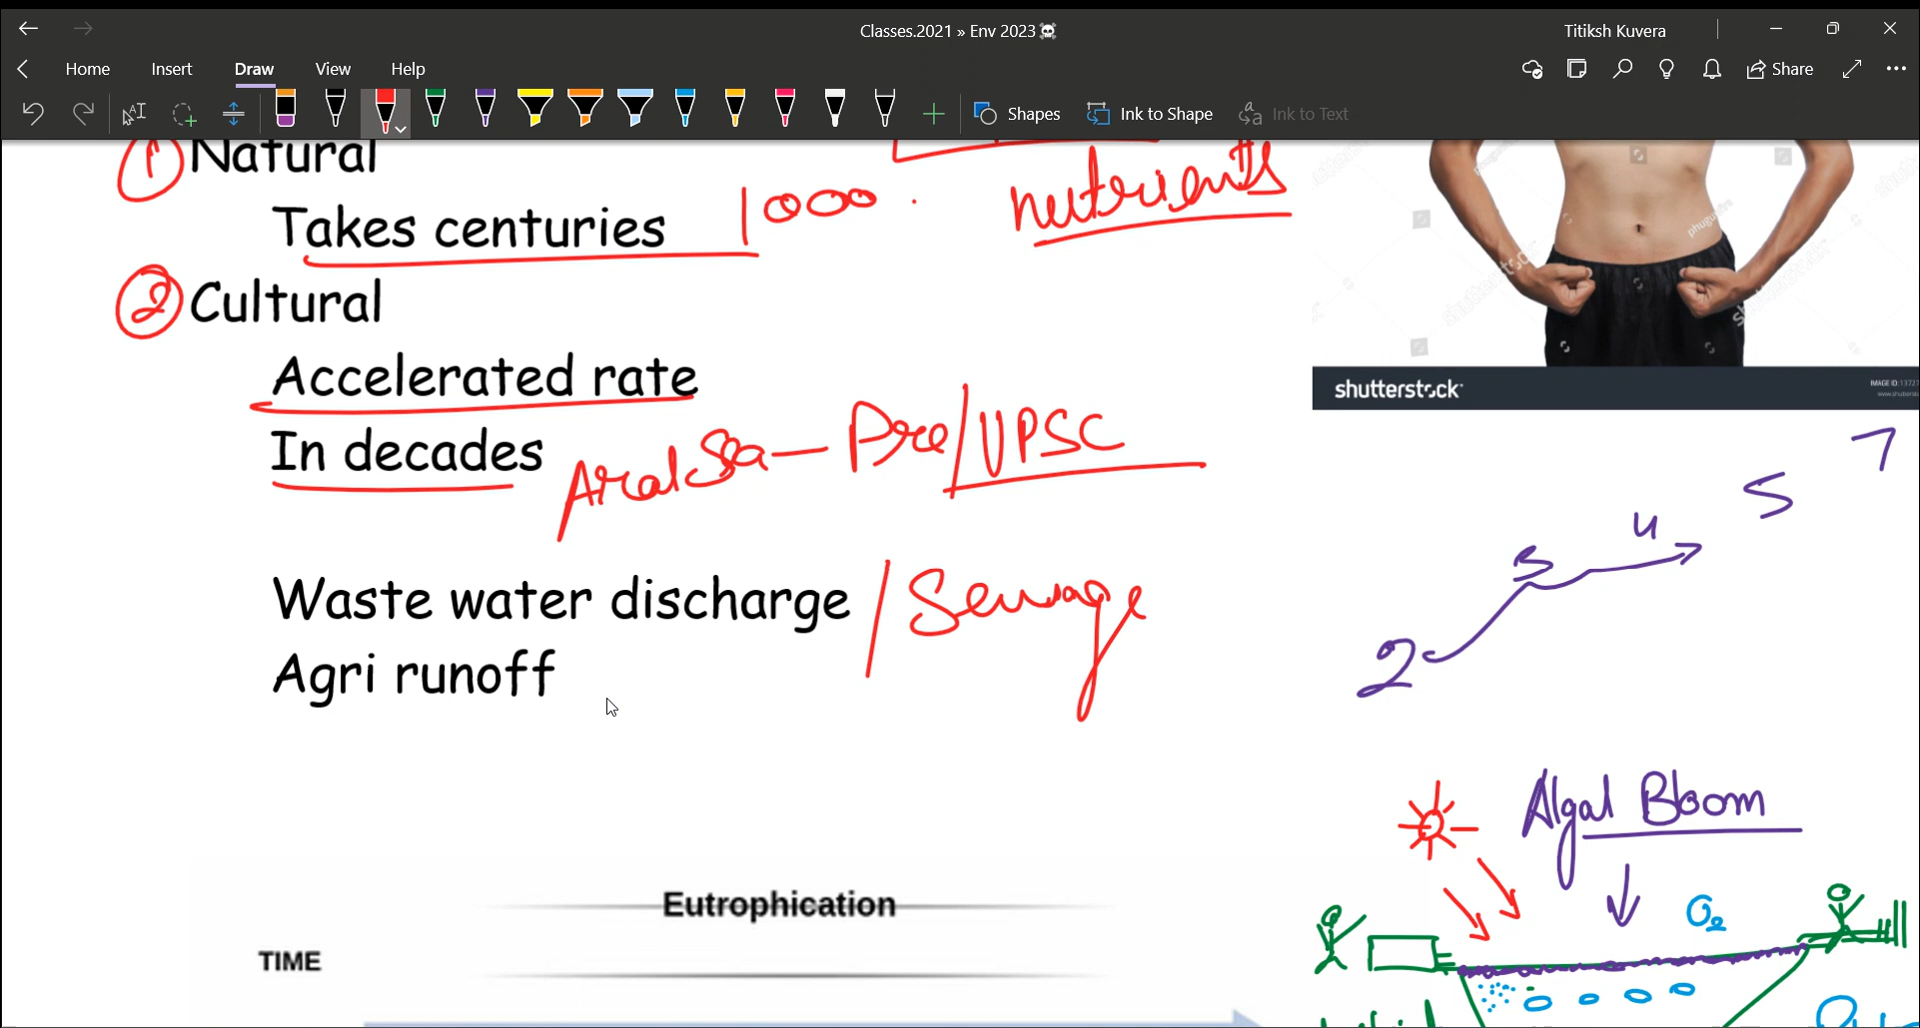 Classes.2021 » Env 2023☠
Titiksh Kuvera
Home Insert Draw View Help
Share
Shapes
Ink to Shape
Ink to Text
① Natural
Takes centuries 1000.
nutrients
② Cultural
Accelerated rate
In decades
Aral Sea — Pre/UPSC
Waste water discharge / Sewage
Agri runoff
Eutrophication
TIME
shutterstock
2 3 4 5 7
Algal Bloom
O₂